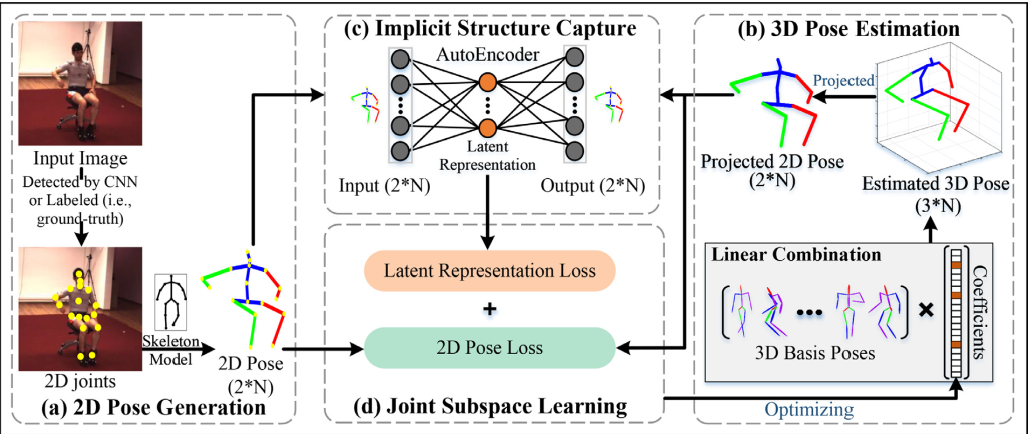 Input Image
Detected by CNN
or Labeled (i.e.,
ground-truth)
2D joints
Skeleton
Model
2D Pose
(2*N)
(a) 2D Pose Generation
(c) Implicit Structure Capture
AutoEncoder
Latent
Representation
Input (2*N)
Output (2*N)
Latent Representation Loss
+
2D Pose Loss
(d) Joint Subspace Learning
(b) 3D Pose Estimation
Projected
Projected 2D Pose
(2*N)
Estimated 3D Pose
(3*N)
Linear Combination
3D Basis Poses
×
Coefficients
Optimizing